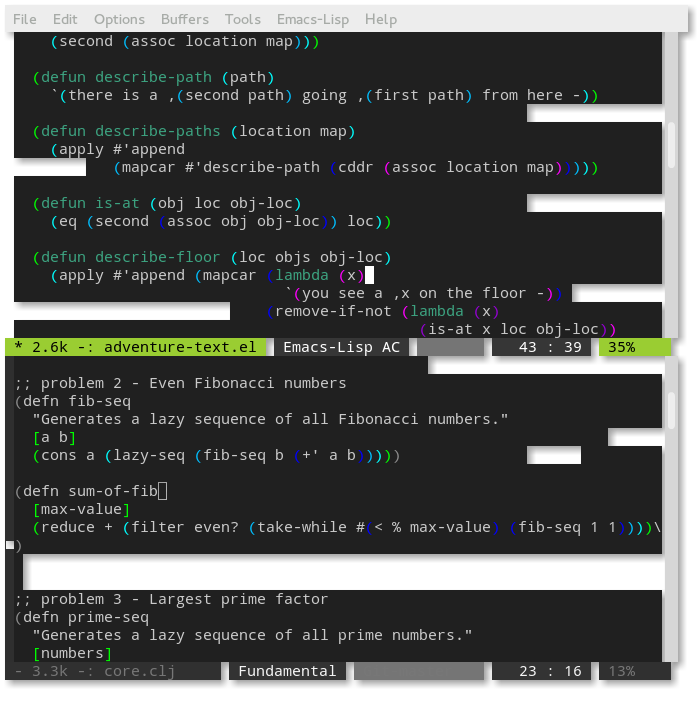 File Edit Options Buffers Tools Emacs-Lisp Help
(second (assoc location map)))
(defun describe-path (path)
`(there is a ,(second path) going ,(first path) from here -))
(defun describe-paths (location map)
(apply #'append
(mapcar #'describe-path (cddr (assoc location map)))))
(defun is-at (obj loc obj-loc)
(eq (second (assoc obj obj-loc)) loc))
(defun describe-floor (loc objs obj-loc)
(apply #'append (mapcar (lambda (x)
`(you see a ,x on the floor -))
(remove-if-not (lambda (x)
(is-at x loc obj-loc))
* 2.6k -: adventure-text.el Emacs-Lisp AC 43 : 39 35%
;; problem 2 - Even Fibonacci numbers
(defn fib-seq
"Generates a lazy sequence of all Fibonacci numbers."
[a b]
(cons a (lazy-seq (fib-seq b (+' a b)))))
(defn sum-of-fib
[max-value]
(reduce + (filter even? (take-while #(< % max-value) (fib-seq 1 1))))\
)
;; problem 3 - Largest prime factor
(defn prime-seq
"Generates a lazy sequence of all prime numbers."
[numbers]
- 3.3k -: core.clj Fundamental 23 : 16 13%